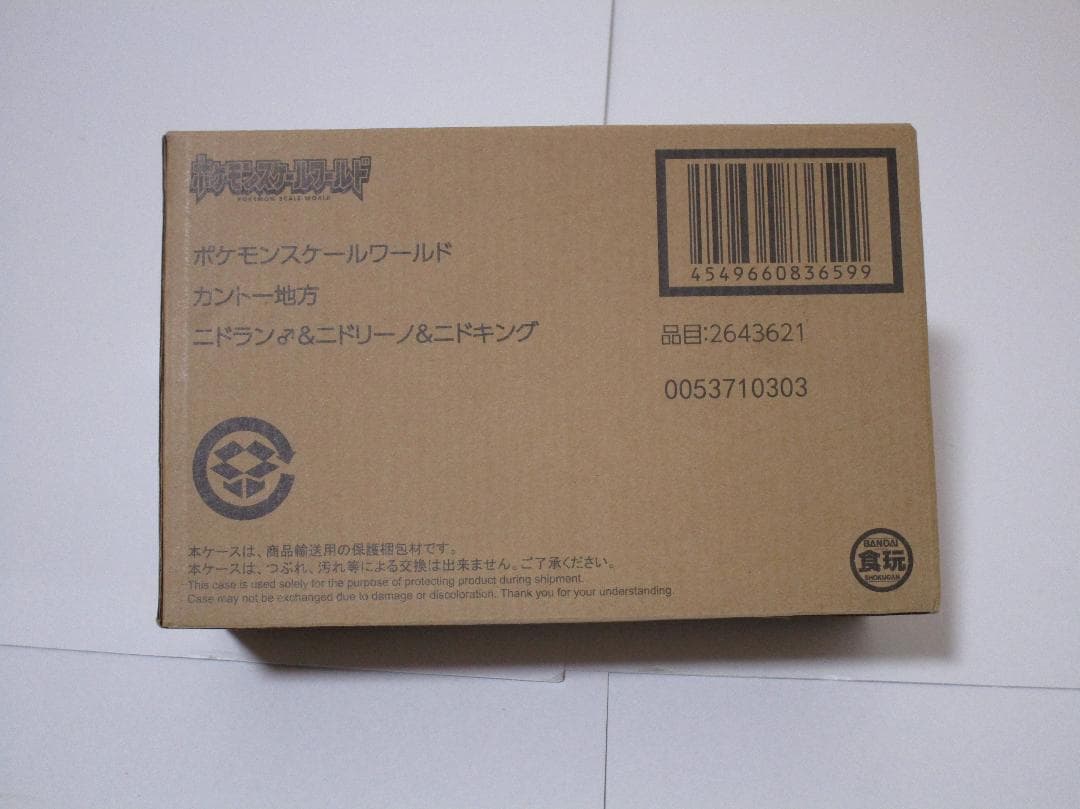 ポケモンスケールワールド
POKEMON SCALE WORLD
ポケモンスケールワールド
カントー地方
ニドラン♂&ニドリーノ&ニドキング
4549660836599
品目:2643621
0053710303
本ケースは、商品輸送用の保護梱包材です。
本ケースは、つぶれ、汚れ等による交換は出来ません。ご了承ください。
This case is used solely for the purpose of protecting product during shipment.
Case may not be exchanged due to damage or discoloration. Thank you for your understanding.
BANDAI
食玩
SHOKUGAN